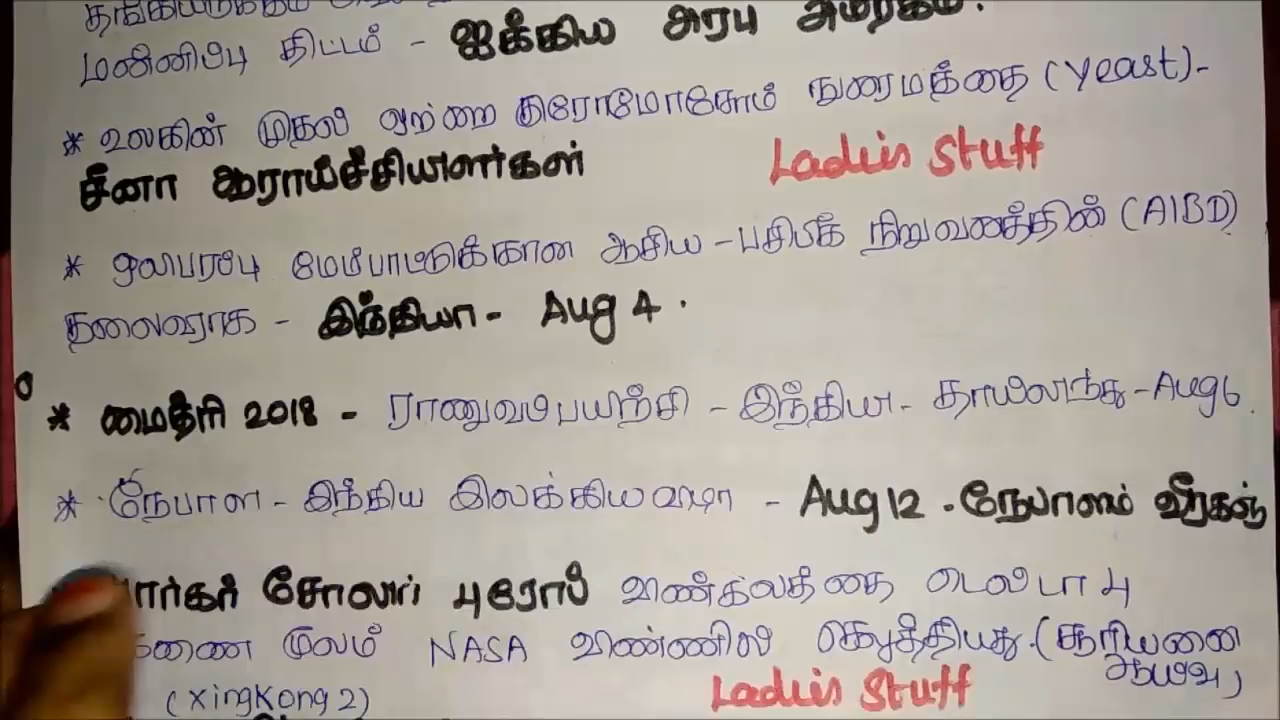 மன்னிப்பு திட்டம் - ஐக்கிய அரபு அமீரகம்.
* உலகின் முதல் ஒற்றை குரோமோசோம் நுரைமத்தை (Yeast) -
சீனா ஆராய்ச்சியாளர்கள்
Ladies Stuff
* ஒலிபரப்பு மேம்பாட்டுக்கான ஆசிய - பசிபிக் நிறுவனத்தின் (AIBD)
தலைவராக - இந்தியா - Aug 4.
* மைத்ரி 2018 - ராணுவ பயிற்சி - இந்தியா - தாய்லாந்து - Aug 6.
* நேபாள - இந்திய இலக்கிய விழா - Aug 12. நேபாளம் வீர்கஞ்
பார்கர் சோலார் புரோப் விண்கலத்தை டெல்டா 4
மூலம் NASA விண்ணில் செலுத்தியது. (சூரியனை
ஆய்வு)
(XingKong 2)
Ladies Stuff